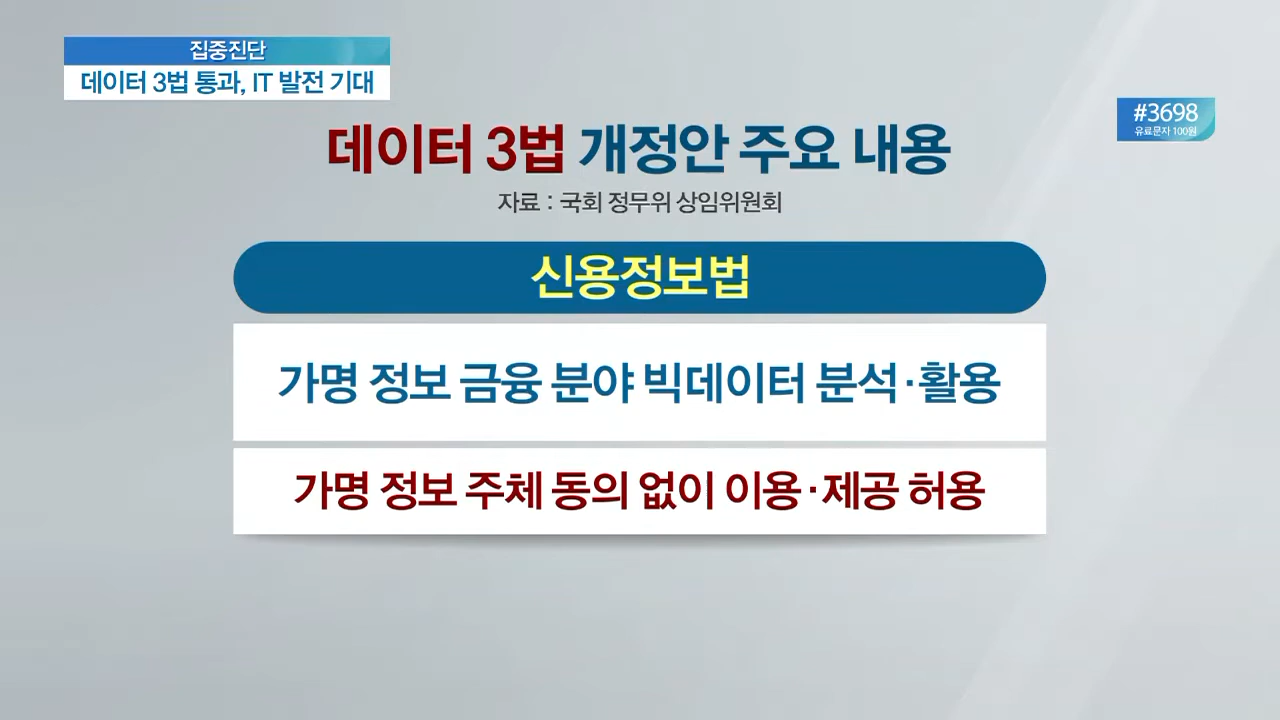 집중진단
데이터 3법 통과, IT 발전 기대
#3698
유료문자 100원
데이터 3법 개정안 주요 내용
자료 : 국회 정무위 상임위원회
신용정보법
가명 정보 금융 분야 빅데이터 분석·활용
가명 정보 주체 동의 없이 이용·제공 허용